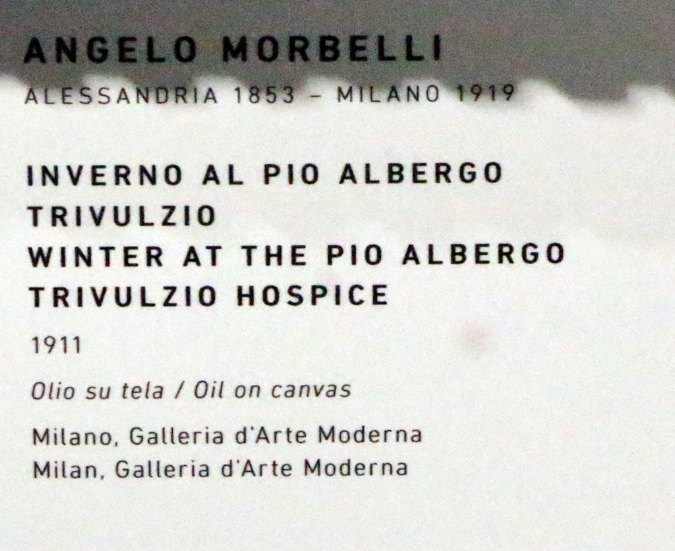 ANGELO MORBELLI
ALESSANDRIA 1853 – MILANO 1919
INVERNO AL PIO ALBERGO
TRIVULZIO
WINTER AT THE PIO ALBERGO
TRIVULZIO HOSPICE
1911
Olio su tela / Oil on canvas
Milano, Galleria d'Arte Moderna
Milan, Galleria d'Arte Moderna